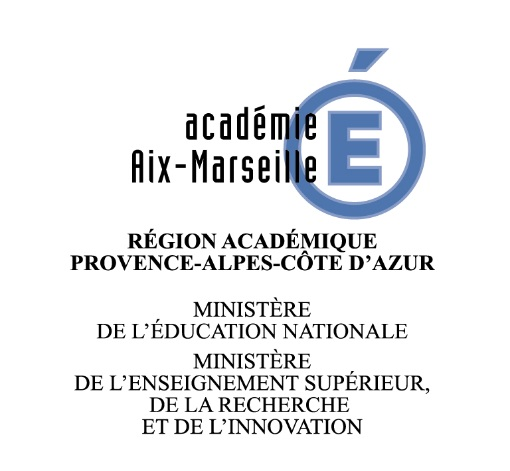 académie
Aix-Marseille
É
RÉGION ACADÉMIQUE
PROVENCE-ALPES-CÔTE D’AZUR
MINISTÈRE
DE L’ÉDUCATION NATIONALE
MINISTÈRE
DE L’ENSEIGNEMENT SUPÉRIEUR,
DE LA RECHERCHE
ET DE L’INNOVATION